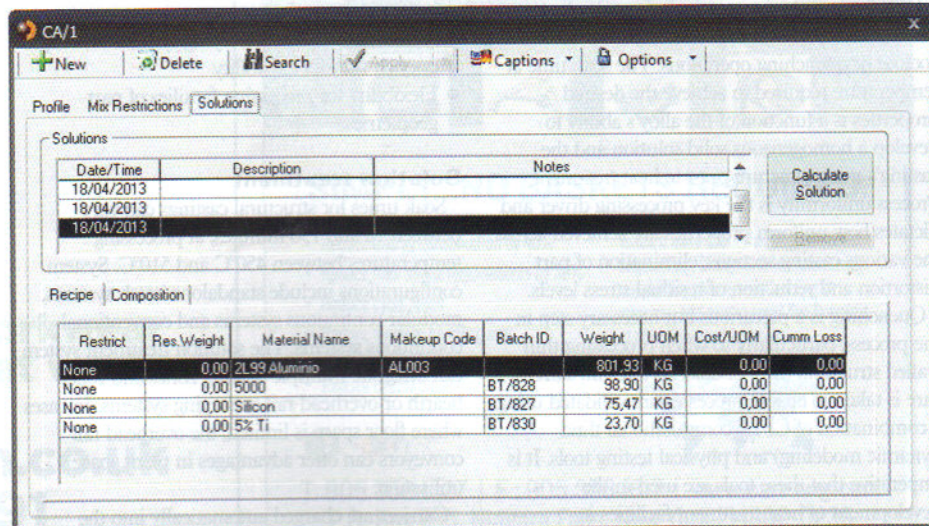 CA/1
x
New Delete Search Apply Captions Options
Profile Mix Restrictions Solutions
Solutions
Date/Time Description Notes
18/04/2013
18/04/2013
18/04/2013
Calculate
Solution
Remove
Recipe Composition
Restrict Res.Weight Material Name Makeup Code Batch ID Weight UOM Cost/UOM Cumm Loss
None 0,00 2L99 Aluminio AL003 801,93 KG 0,00 0,00
None 0,00 5000 BT/828 98,90 KG 0,00 0,00
None 0,00 Silicon BT/827 75,47 KG 0,00 0,00
None 0,00 5% Ti BT/830 23,70 KG 0,00 0,00